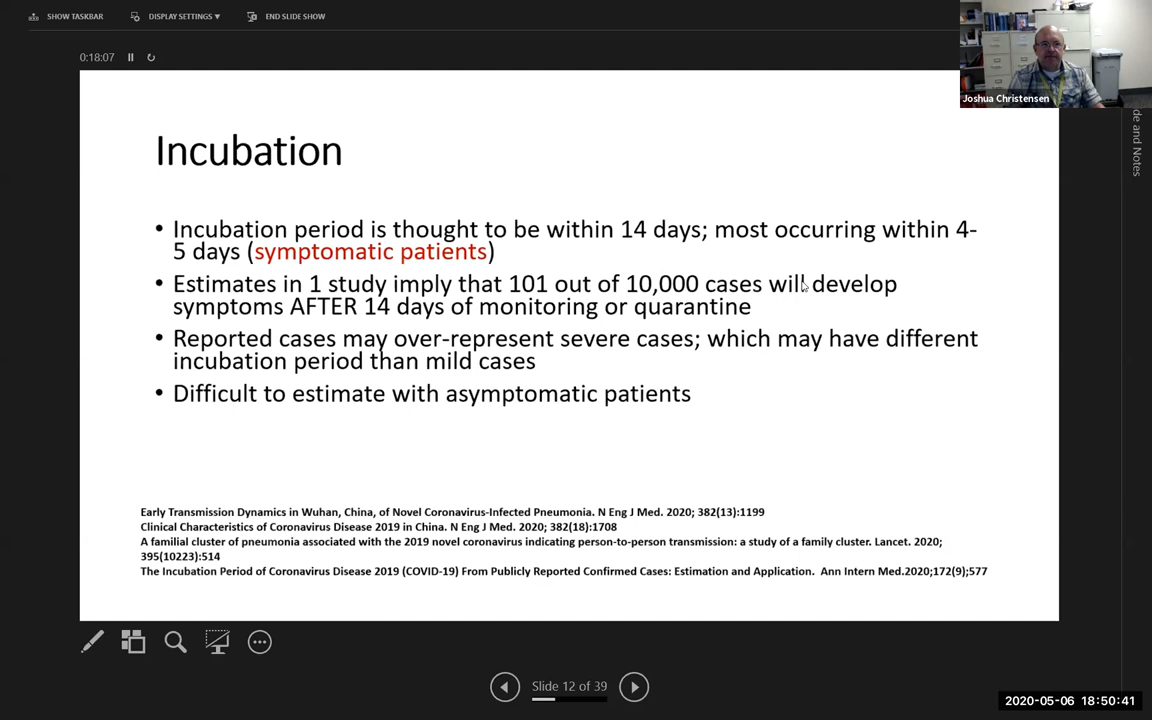 SHOW TASKBAR
DISPLAY SETTINGS ▼
END SLIDE SHOW
0:18:07
Joshua Christensen
de and Notes
Incubation
• Incubation period is thought to be within 14 days; most occurring within 4-
5 days (symptomatic patients)
• Estimates in 1 study imply that 101 out of 10,000 cases will develop
symptoms AFTER 14 days of monitoring or quarantine
• Reported cases may over-represent severe cases; which may have different
incubation period than mild cases
• Difficult to estimate with asymptomatic patients
Early Transmission Dynamics in Wuhan, China, of Novel Coronavirus-Infected Pneumonia. N Eng J Med. 2020; 382(13):1199
Clinical Characteristics of Coronavirus Disease 2019 in China. N Eng J Med. 2020; 382(18):1708
A familial cluster of pneumonia associated with the 2019 novel coronavirus indicating person-to-person transmission: a study of a family cluster. Lancet. 2020;
395(10223):514
The Incubation Period of Coronavirus Disease 2019 (COVID-19) From Publicly Reported Confirmed Cases: Estimation and Application. Ann Intern Med.2020;172(9);577
Slide 12 of 39
2020-05-06 18:50:41